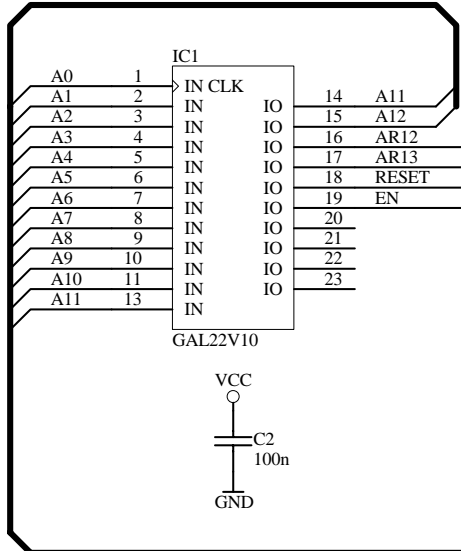 IC1
A0 1 IN CLK
A1 2 IN IO 14 A11
A2 3 IN IO 15 A12
A3 4 IN IO 16 AR12
A4 5 IN IO 17 AR13
A5 6 IN IO 18 RESET
A6 7 IN IO 19 EN
A7 8 IN IO 20
A8 9 IN IO 21
A9 10 IN IO 22
A10 11 IN IO 23
A11 13 IN
GAL22V10
VCC
C2
100n
GND